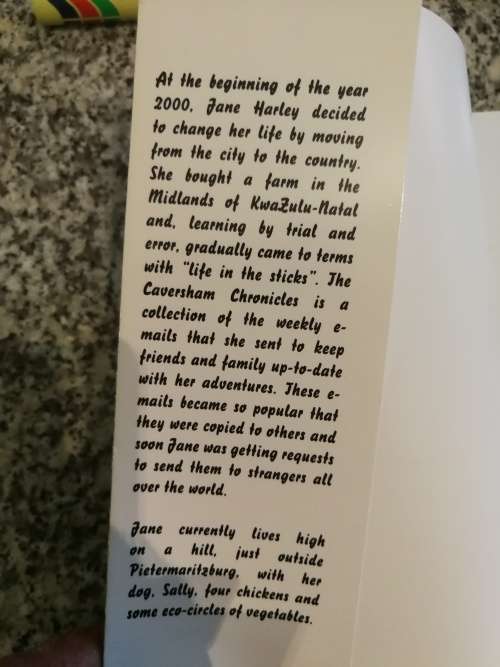 At the beginning of the year
2000, Jane Harley decided
to change her life by moving
from the city to the country.
She bought a farm in the
Midlands of KwaZulu-Natal
and, learning by trial and
error, gradually came to terms
with "life in the sticks". The
Caversham Chronicles is a
collection of the weekly e-
mails that she sent to keep
friends and family up-to-date
with her adventures. These e-
mails became so popular that
they were copied to others and
soon Jane was getting requests
to send them to strangers all
over the world.
Jane currently lives high
on a hill, just outside
Pietermaritzburg, with her
dog, Sally, four chickens and
some eco-circles of vegetables.